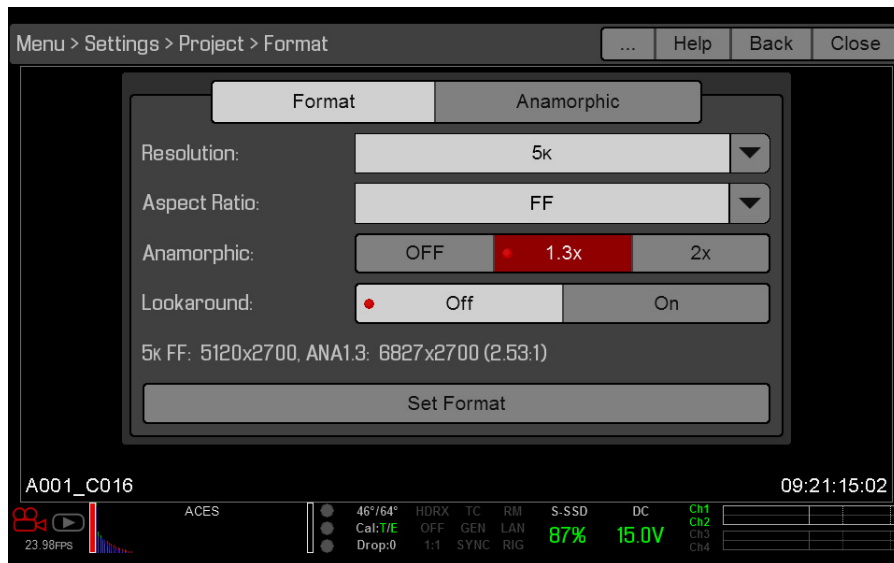 Menu > Settings > Project > Format ... Help Back Close
Format Anamorphic
Resolution: 5K
Aspect Ratio: FF
Anamorphic: OFF 1.3x 2x
Lookaround: Off On
5K FF: 5120x2700, ANA1.3: 6827x2700 (2.53:1)
Set Format
A001_C016 09:21:15:02
ACES 46°/64° HDRX TC RM S-SSD DC Ch1
Cal:T/E OFF GEN LAN 87% 15.0V Ch2
23.98FPS Drop:0 1:1 SYNC RIG Ch3
Ch4